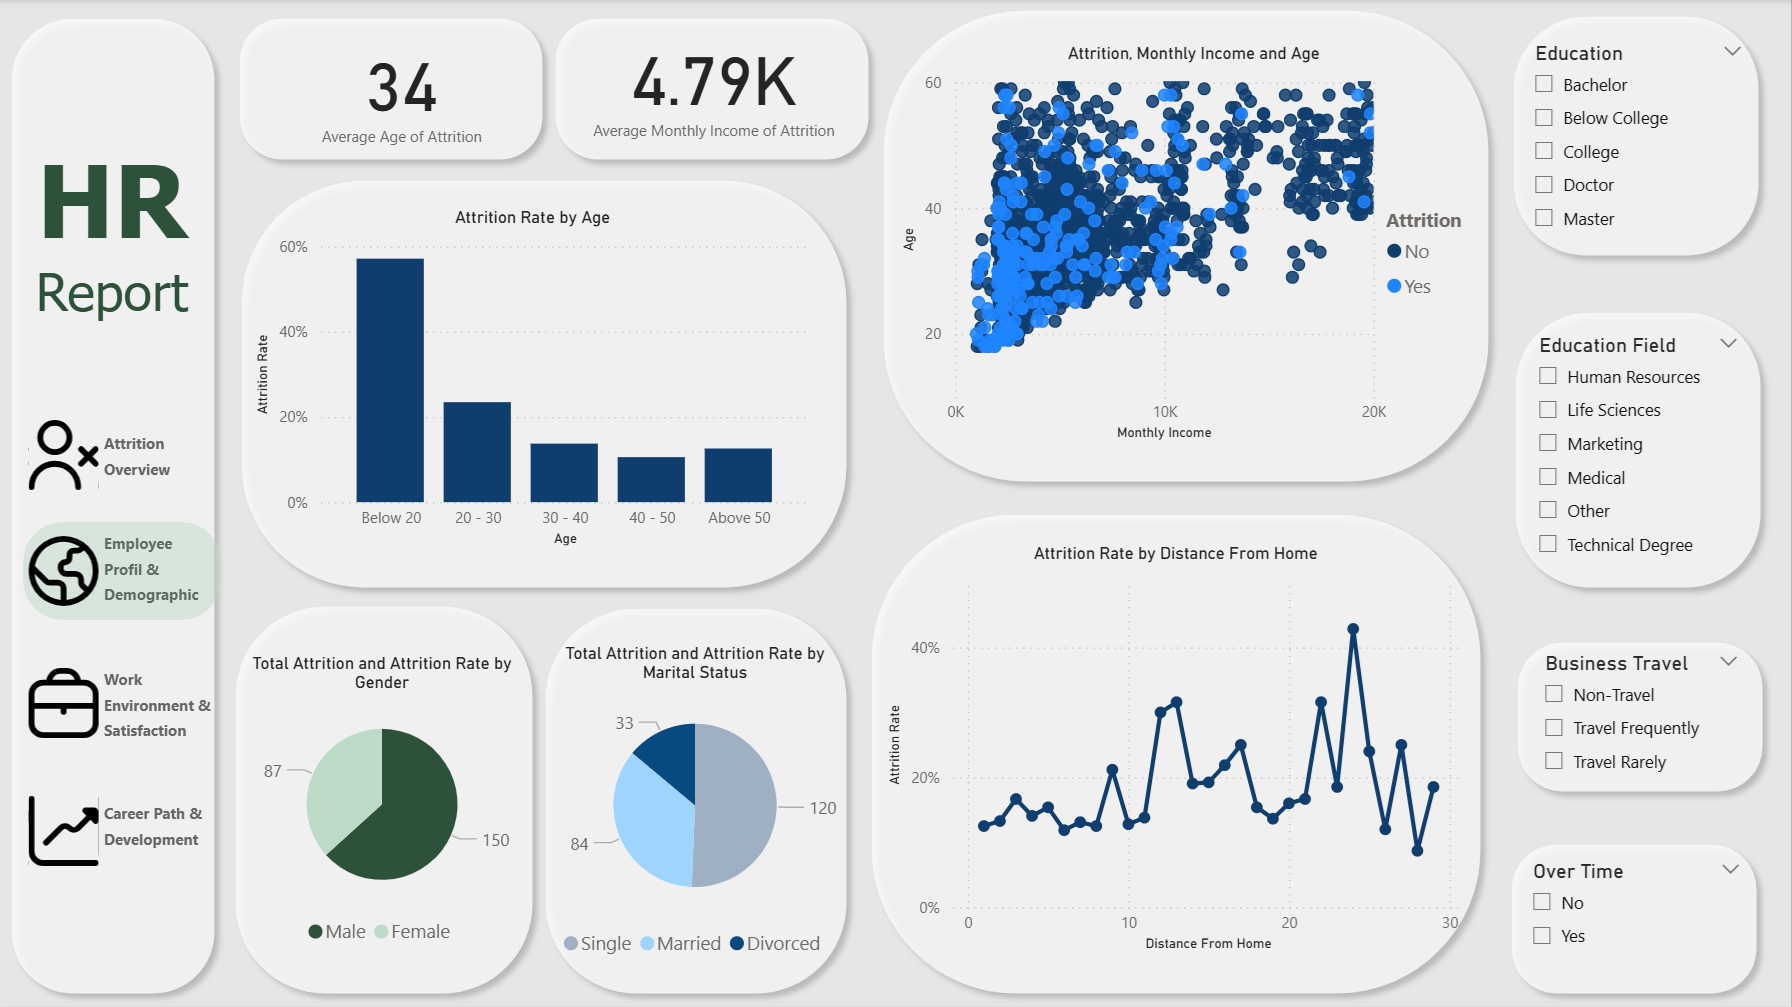 HR
Report
Attrition
Overview
Employee
Profil &
Demographic
Work
Environment &
Satisfaction
Career Path &
Development
34
Average Age of Attrition
4.79K
Average Monthly Income of Attrition
Attrition Rate by Age
Attrition Rate
60%
40%
20%
0%
Below 20
20 - 30
30 - 40
40 - 50
Above 50
Age
Total Attrition and Attrition Rate by
Gender
87
150
Male
Female
Total Attrition and Attrition Rate by
Marital Status
33
120
84
Single
Married
Divorced
Attrition, Monthly Income and Age
Age
60
40
20
0K
10K
20K
Monthly Income
Attrition
No
Yes
Attrition Rate by Distance From Home
Attrition Rate
40%
20%
0%
0
10
20
30
Distance From Home
Education
Bachelor
Below College
College
Doctor
Master
Education Field
Human Resources
Life Sciences
Marketing
Medical
Other
Technical Degree
Business Travel
Non-Travel
Travel Frequently
Travel Rarely
Over Time
No
Yes